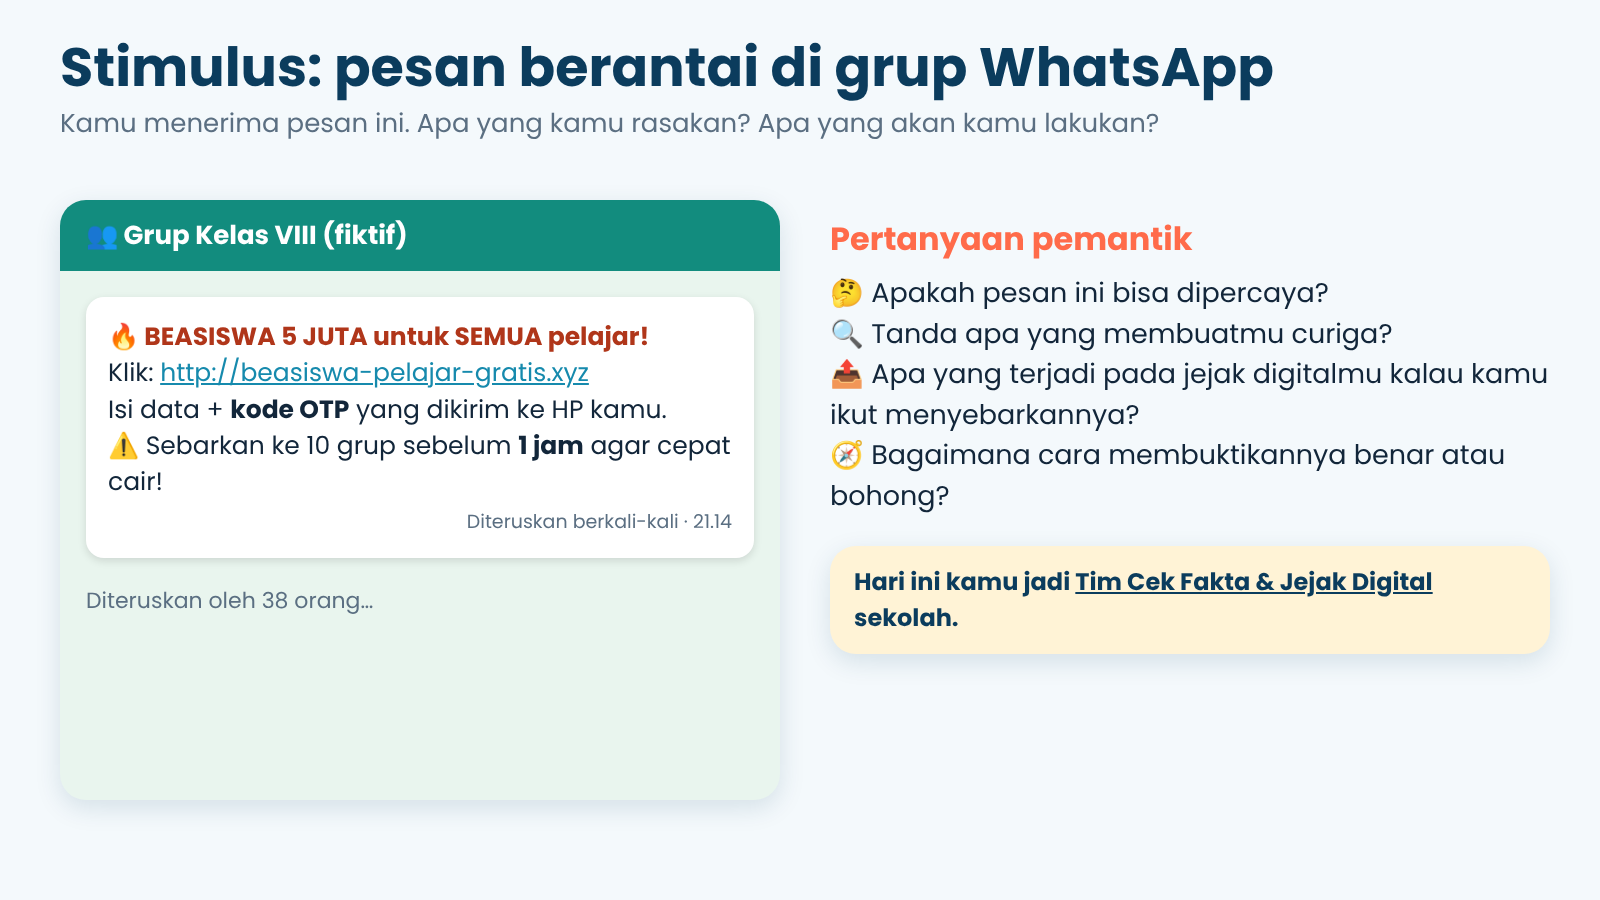 Stimulus: pesan berantai di grup WhatsApp
Kamu menerima pesan ini. Apa yang kamu rasakan? Apa yang akan kamu lakukan?
👥 Grup Kelas VIII (fiktif)
🔥 BEASISWA 5 JUTA untuk SEMUA pelajar!
Klik: http://beasiswa-pelajar-gratis.xyz
Isi data + kode OTP yang dikirim ke HP kamu.
⚠️ Sebarkan ke 10 grup sebelum 1 jam agar cepat
cair!
Diteruskan berkali-kali · 21.14
Diteruskan oleh 38 orang…
Pertanyaan pemantik
🤔 Apakah pesan ini bisa dipercaya?
🔍 Tanda apa yang membuatmu curiga?
📤 Apa yang terjadi pada jejak digitalmu kalau kamu
ikut menyebarkannya?
🧭 Bagaimana cara membuktikannya benar atau
bohong?
Hari ini kamu jadi Tim Cek Fakta & Jejak Digital
sekolah.